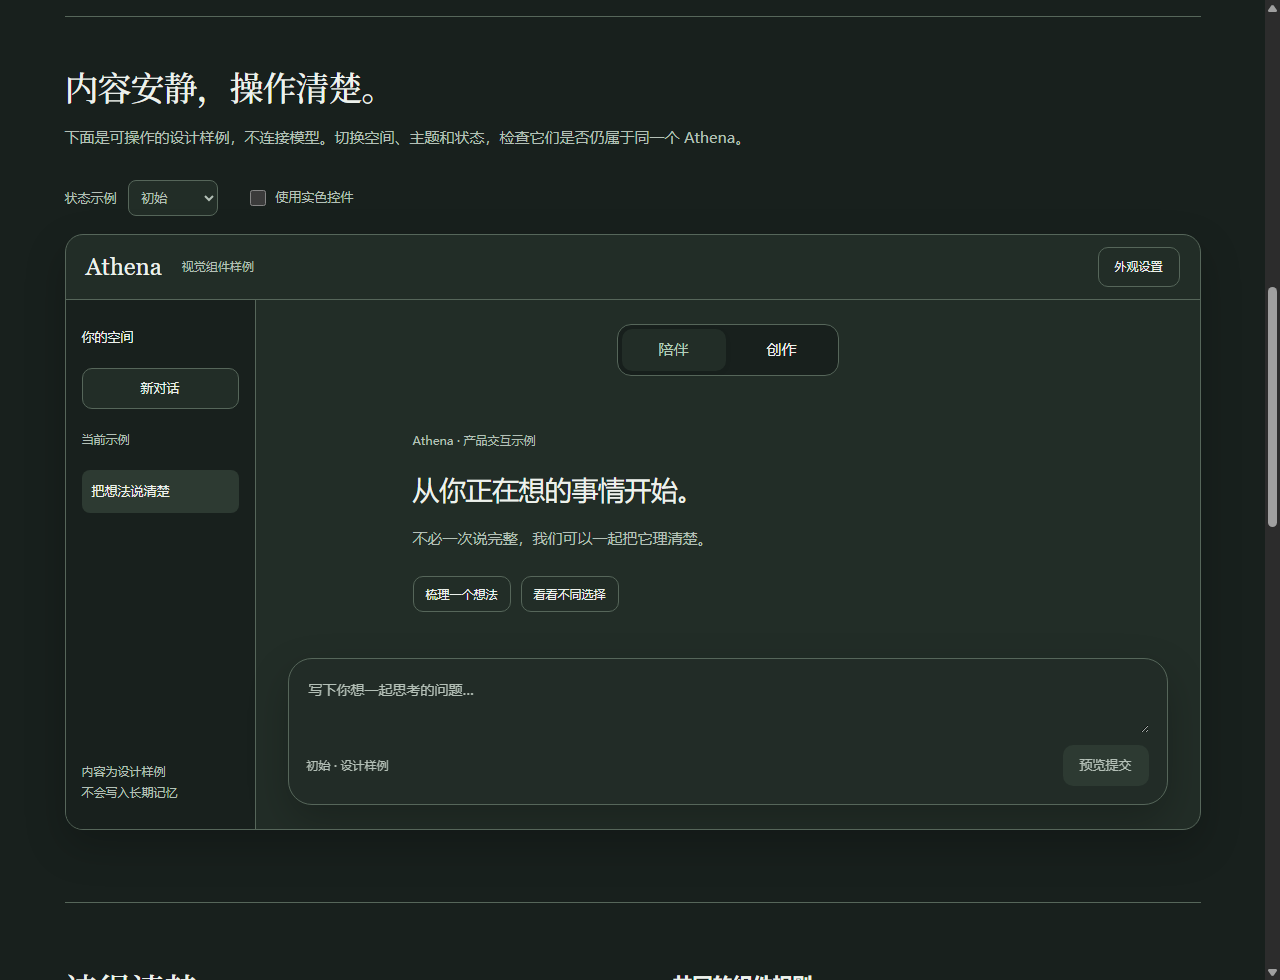 内容安静，操作清楚。
下面是可操作的设计样例，不连接模型。切换空间、主题和状态，检查它们是否仍属于同一个 Athena。
状态示例 初始 使用实色控件
Athena 视觉组件样例 外观设置
你的空间
新对话
当前示例
把想法说清楚
内容为设计样例
不会写入长期记忆
陪伴 创作
Athena · 产品交互示例
从你正在想的事情开始。
不必一次说完整，我们可以一起把它理清楚。
梳理一个想法 看看不同选择
写下你想一起思考的问题...
初始 · 设计样例 预览提交